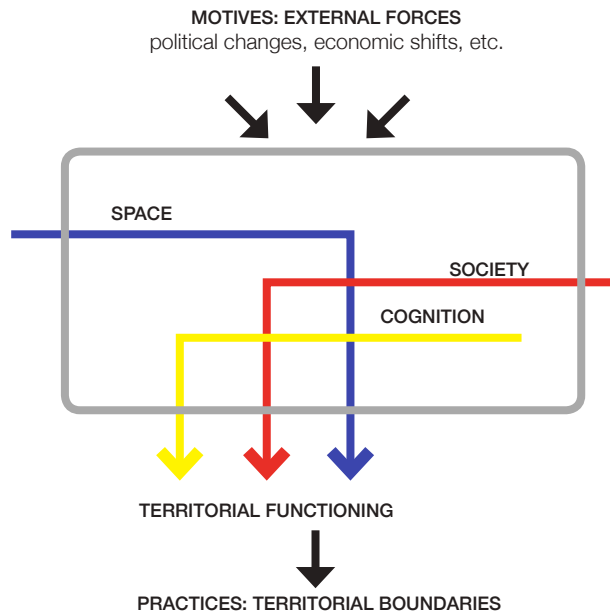 MOTIVES: EXTERNAL FORCES
political changes, economic shifts, etc.
SPACE
SOCIETY
COGNITION
TERRITORIAL FUNCTIONING
PRACTICES: TERRITORIAL BOUNDARIES